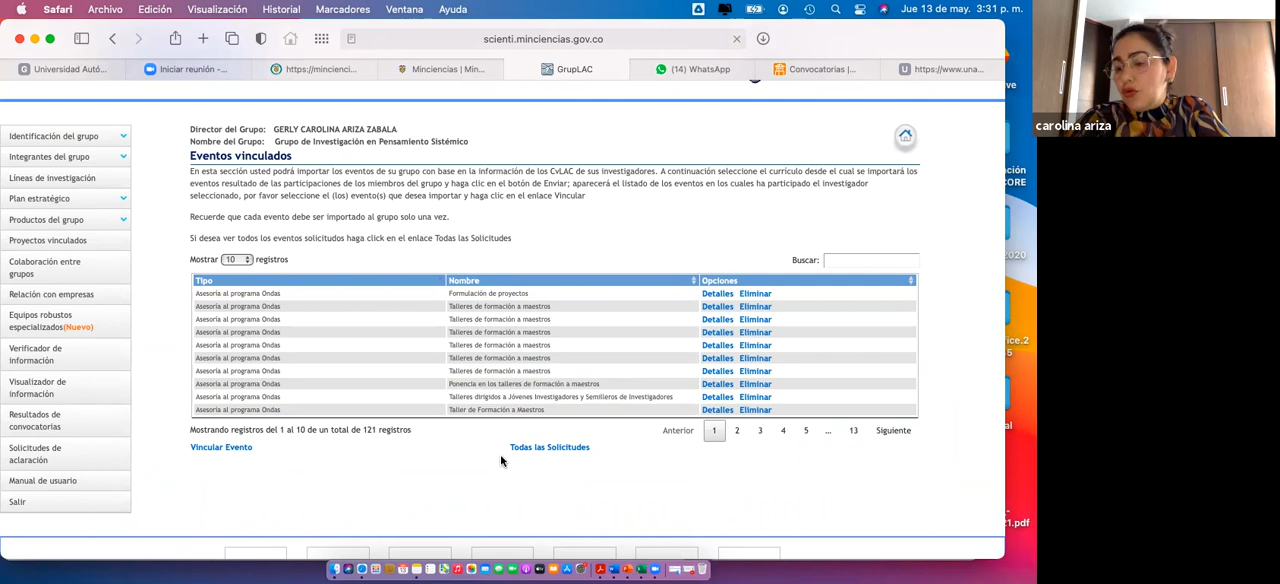 Safari Archivo Edición Visualización Historial Marcadores Ventana Ayuda Jue 13 de may. 3:31 p. m.
scienti.minciencias.gov.co
Universidad Autó... Iniciar reunión -... https://mincienci... Minciencias | Min... GrupLAC (14) WhatsApp Convocatorias |... https://www.una...
carolina ariza
Director del Grupo: GERLY CAROLINA ARIZA ZABALA
Nombre del Grupo: Grupo de Investigación en Pensamiento Sistémico
Eventos vinculados
En esta sección usted podrá importar los eventos de su grupo con base en la información de los CvLAC de sus investigadores. A continuación seleccione el currículo desde el cual se importarás los
eventos resultado de las participaciones de los miembros del grupo y haga clic en el botón de Enviar; aparecerá el listado de los eventos en los cuales ha participado el investigador
seleccionado, por favor seleccione el (los) evento(s) que desea importar y haga clic en el enlace Vincular
Recuerde que cada evento debe ser importado al grupo solo una vez.
Si desea ver todos los eventos solicitudos haga click en el enlace Todas las Solicitudes
Mostrar 10 registros Buscar:
Tipo Nombre Opciones
Asesoría al programa Ondas Formulación de proyectos Detalles Eliminar
Asesoría al programa Ondas Talleres de formación a maestros Detalles Eliminar
Asesoría al programa Ondas Talleres de formación a maestros Detalles Eliminar
Asesoría al programa Ondas Talleres de formación a maestros Detalles Eliminar
Asesoría al programa Ondas Talleres de formación a maestros Detalles Eliminar
Asesoría al programa Ondas Talleres de formación a maestros Detalles Eliminar
Asesoría al programa Ondas Talleres de formación a maestros Detalles Eliminar
Asesoría al programa Ondas Ponencia en los talleres de formación a maestros Detalles Eliminar
Asesoría al programa Ondas Talleres dirigidos a Jóvenes Investigadores y Semilleros de Investigadores Detalles Eliminar
Asesoría al programa Ondas Taller de Formación a Maestros Detalles Eliminar
Mostrando registros del 1 al 10 de un total de 121 registros Anterior 1 2 3 4 5 ... 13 Siguiente
Vincular Evento Todas las Solicitudes
Identificación del grupo
Integrantes del grupo
Líneas de investigación
Plan estratégico
Productos del grupo
Proyectos vinculados
Colaboración entre
grupos
Relación con empresas
Equipos robustos
especializados(Nuevo)
Verificador de
información
Visualizador de
información
Resultados de
convocatorias
Solicitudes de
aclaración
Manual de usuario
Salir
ive
ción
CORE
2020
ice.2
5
al
1.pdf